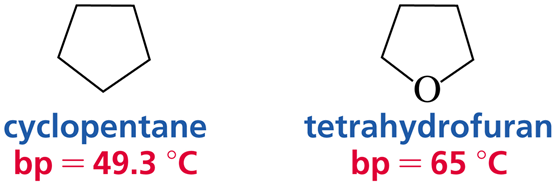 O
cyclopentane
bp = 49.3 °C
tetrahydrofuran
bp = 65 °C